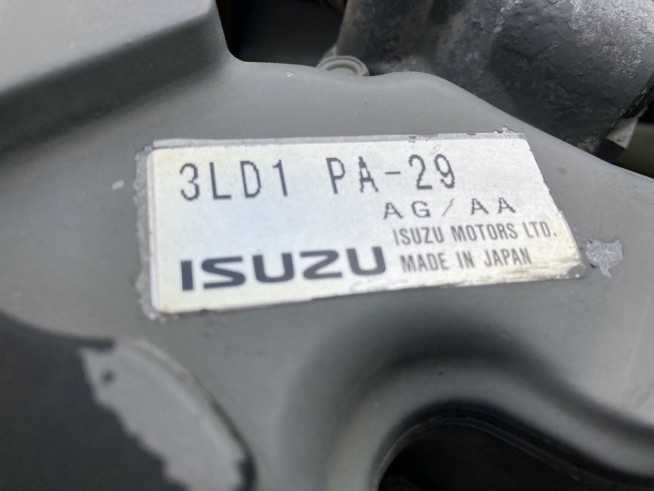 3LD1 PA-29
AG/AA
ISUZU
ISUZU MOTORS LTD.
MADE IN JAPAN